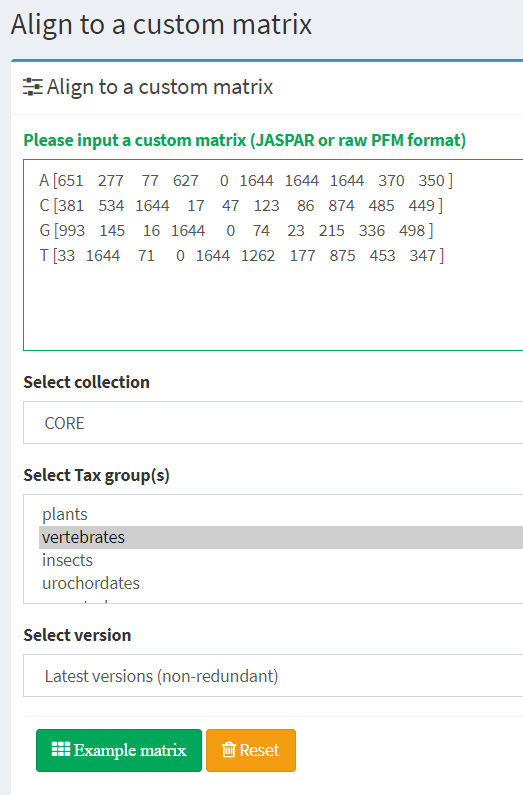 Align to a custom matrix
Align to a custom matrix
Please input a custom matrix (JASPAR or raw PFM format)
A [651 277 77 627 0 1644 1644 1644 370 350 ]
C [381 534 1644 17 47 123 86 874 485 449 ]
G [993 145 16 1644 0 74 23 215 336 498 ]
T [33 1644 71 0 1644 1262 177 875 453 347 ]
Select collection
CORE
Select Tax group(s)
plants
vertebrates
insects
urochordates
Select version
Latest versions (non-redundant)
Example matrix
Reset